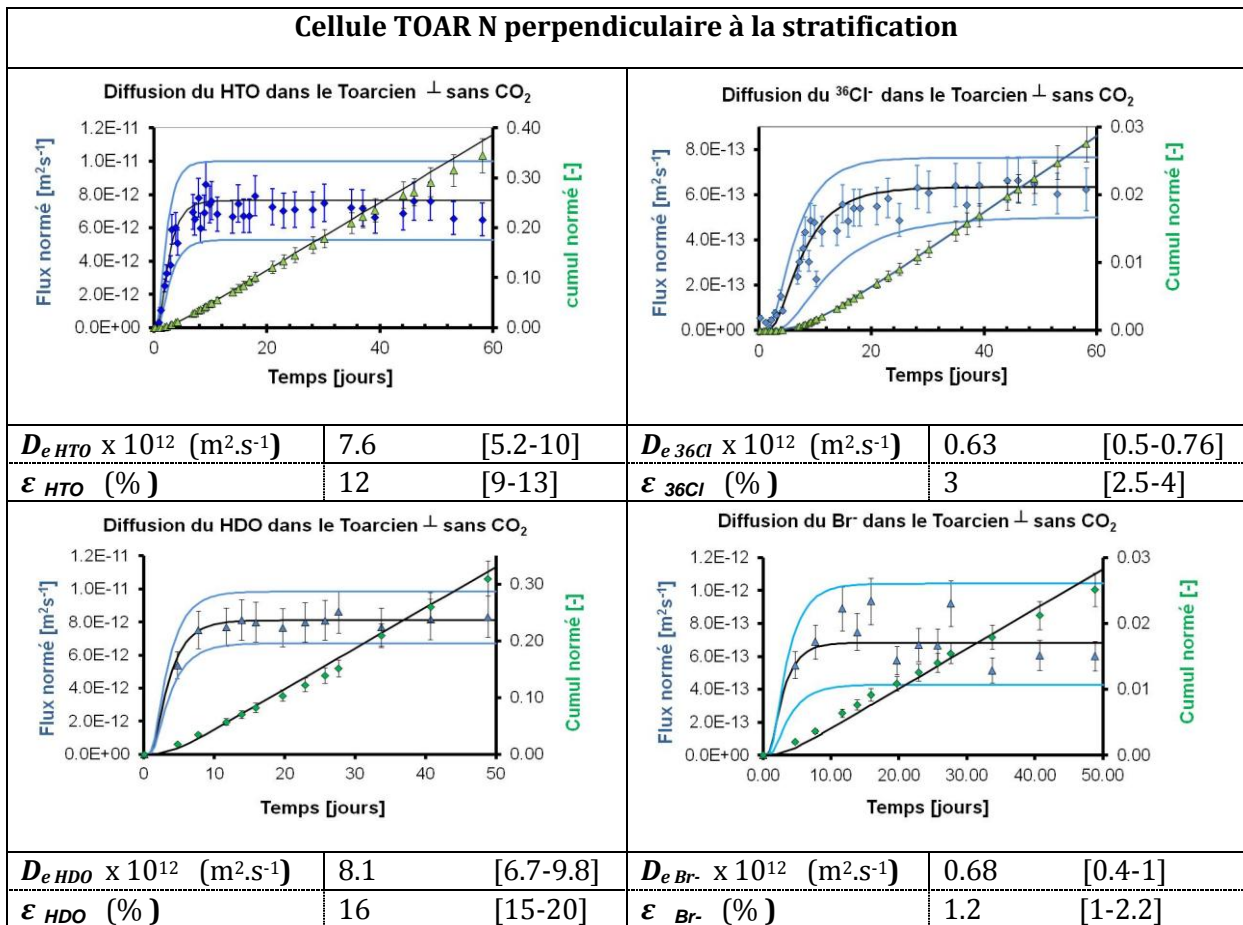 Cellule TOAR N perpendiculaire à la stratification
Diffusion du HTO dans le Toarcien ⊥ sans CO₂
Flux normé [m²s⁻¹]
1.2E-11
1.0E-11
8.0E-12
6.0E-12
4.0E-12
2.0E-12
0.0E+00
0.40
0.30
0.20
0.10
0.00
cumul normé [-]
0 20 40 60
Temps [jours]
Diffusion du ³⁶Cl⁻ dans le Toarcien ⊥ sans CO₂
Flux normé [m²s⁻¹]
8.0E-13
6.0E-13
4.0E-13
2.0E-13
0.0E+00
0.03
0.02
0.01
0.00
Cumul normé [-]
0 20 40 60
Temps [jours]
Dₑ HTO x 10¹² (m².s⁻¹) 7.6 [5.2-10]
Dₑ 36Cl x 10¹² (m².s⁻¹) 0.63 [0.5-0.76]
ε HTO (% ) 12 [9-13]
ε 36Cl (% ) 3 [2.5-4]
Diffusion du HDO dans le Toarcien ⊥ sans CO₂
Flux normé [m²s⁻¹]
1.2E-11
1.0E-11
8.0E-12
6.0E-12
4.0E-12
2.0E-12
0.0E+00
0.30
0.20
0.10
0.00
Cumul normé [-]
0 10 20 30 40 50
Temps [jours]
Diffusion du Br⁻ dans le Toarcien ⊥ sans CO₂
Flux normé [m²s⁻¹]
1.2E-12
1.0E-12
8.0E-13
6.0E-13
4.0E-13
2.0E-13
0.0E+00
0.03
0.02
0.01
0.00
Cumul normé [-]
0.00 10.00 20.00 30.00 40.00 50.00
Temps [jours]
Dₑ HDO x 10¹² (m².s⁻¹) 8.1 [6.7-9.8]
Dₑ Br- x 10¹² (m².s⁻¹) 0.68 [0.4-1]
ε HDO (% ) 16 [15-20]
ε Br- (% ) 1.2 [1-2.2]